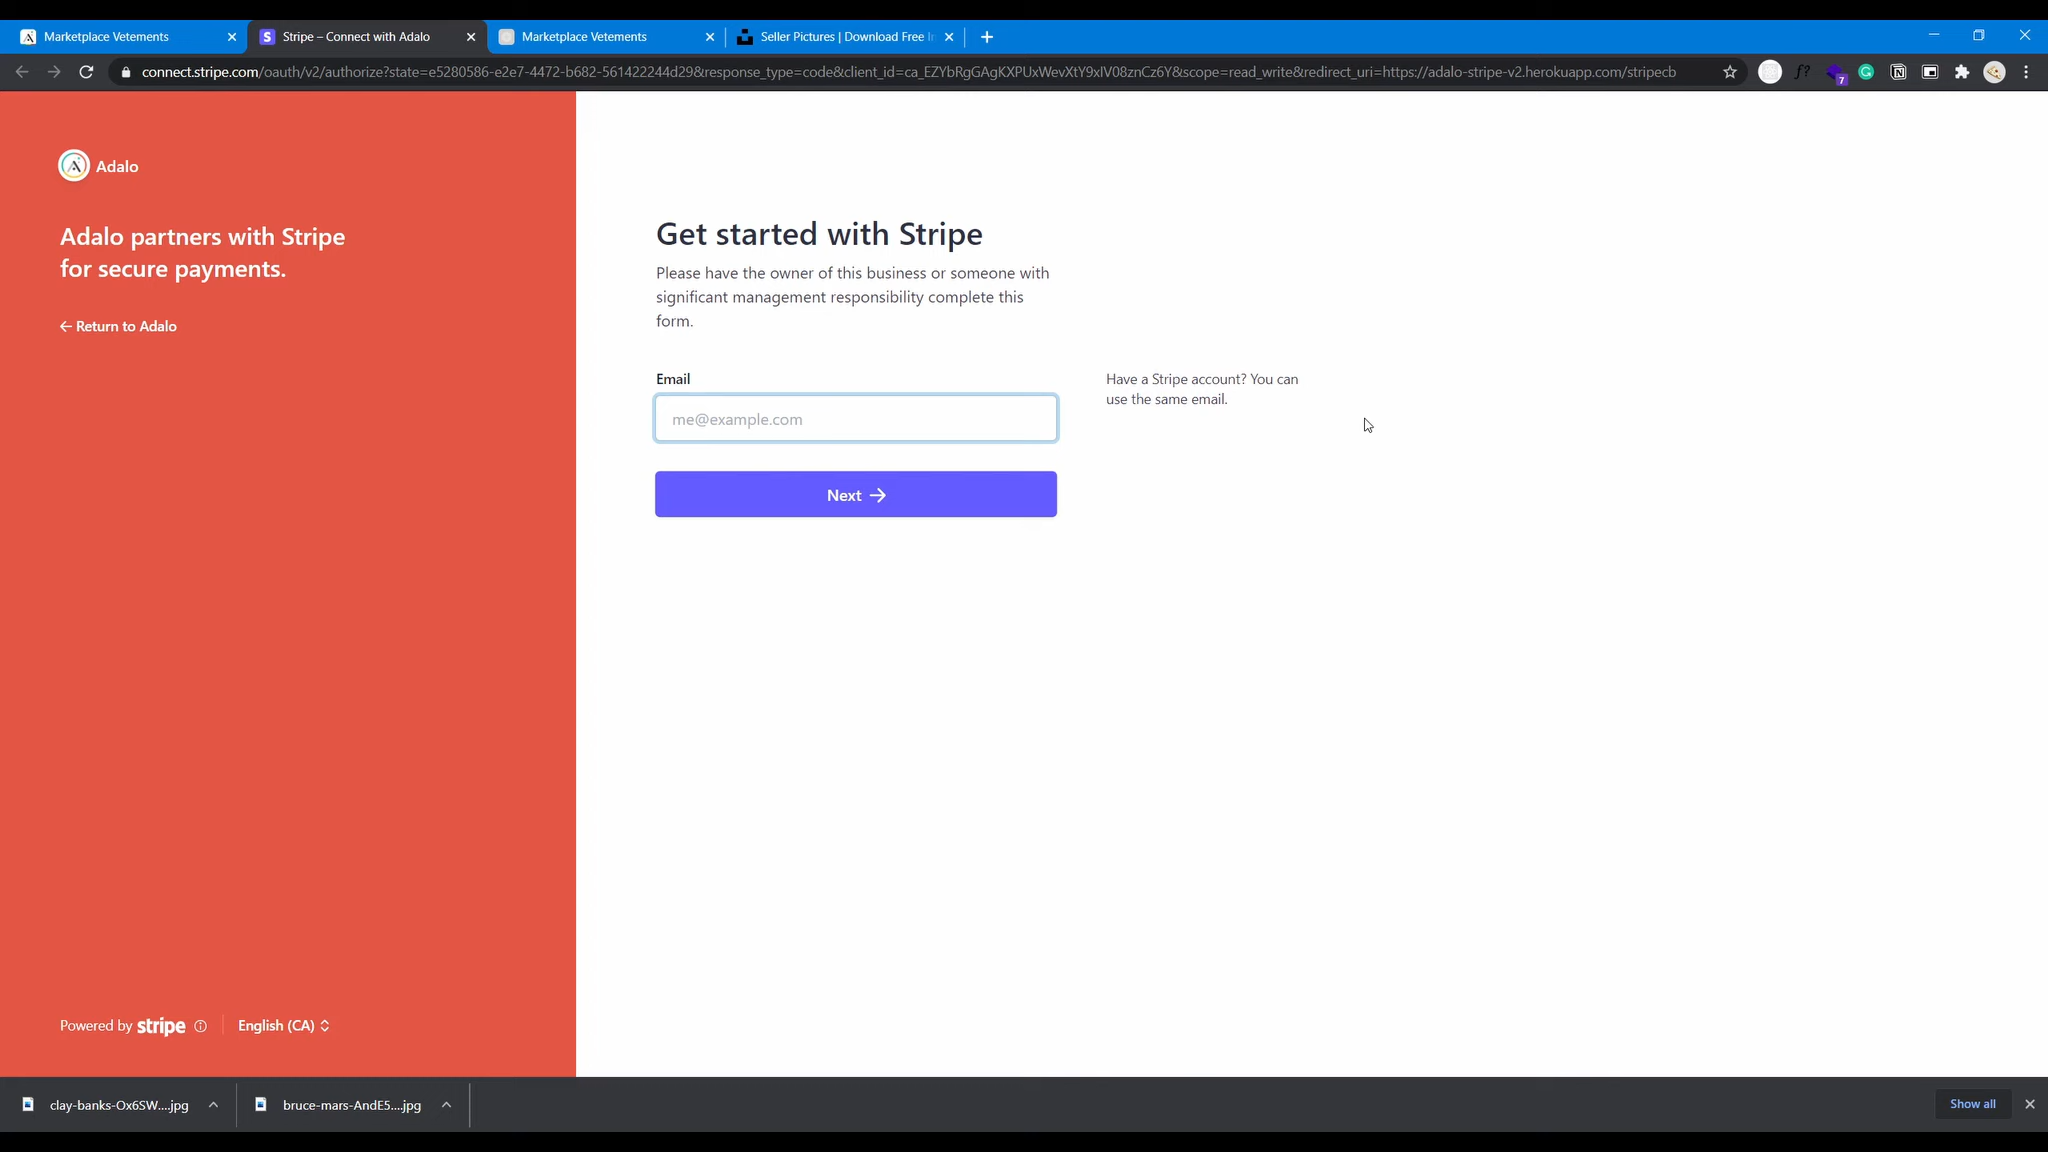 Marketplace Vetements
Stripe – Connect with Adalo
Marketplace Vetements
Seller Pictures | Download Free
connect.stripe.com/oauth/v2/authorize?state=e5280586-e2e7-4472-b682-561422244d29&response_type=code&client_id=ca_EZYbRgGAgKXPUxWevXtY9xIV08znCz6Y&scope=read_write&redirect_uri=https://adalo-stripe-v2.herokuapp.com/stripecb
f?
7
Adalo
Adalo partners with Stripe
for secure payments.
← Return to Adalo
Get started with Stripe
Please have the owner of this business or someone with
significant management responsibility complete this
form.
Email
me@example.com
Have a Stripe account? You can
use the same email.
Next →
Powered by stripe
English (CA)
clay-banks-Ox6SW....jpg
bruce-mars-AndE5....jpg
Show all